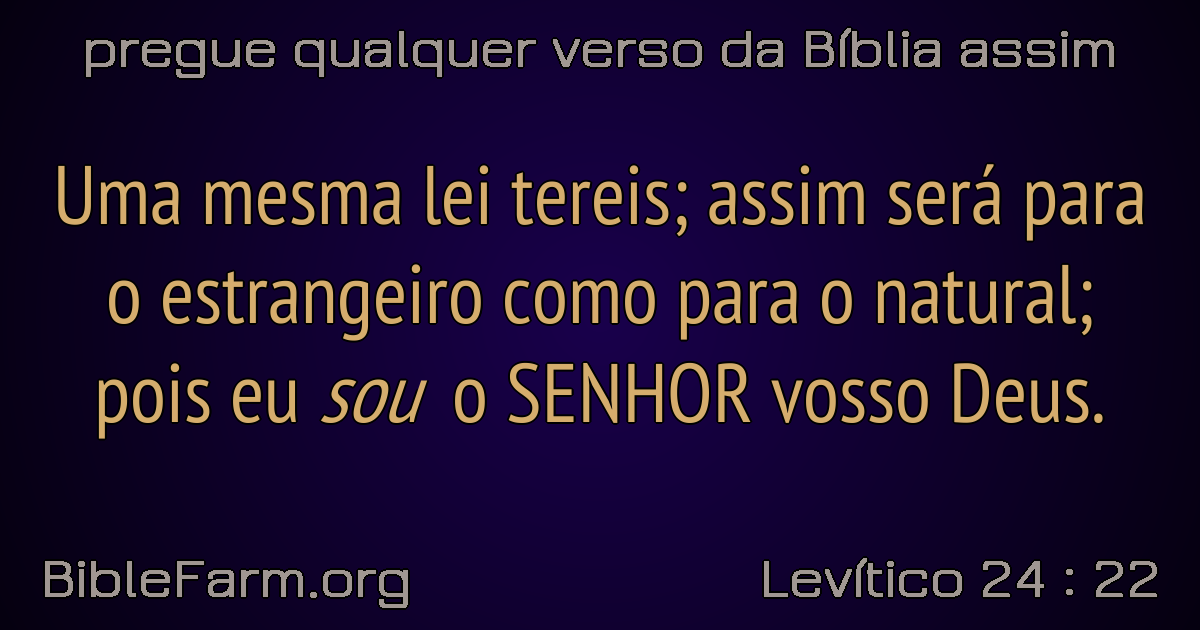 pregue qualquer verso da Bíblia assim
Uma mesma lei tereis; assim será para
o estrangeiro como para o natural;
pois eu sou o SENHOR vosso Deus.
BibleFarm.org
Levítico 24 : 22